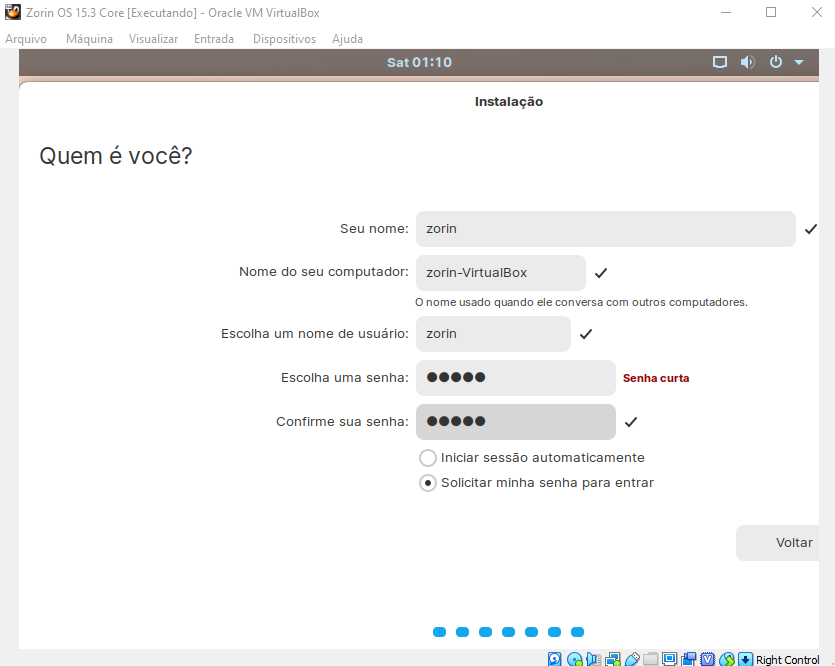 Zorin OS 15.3 Core [Executando] - Oracle VM VirtualBox
Arquivo Máquina Visualizar Entrada Dispositivos Ajuda
Sat 01:10
Instalação
Quem é você?
Seu nome: zorin
Nome do seu computador: zorin-VirtualBox
O nome usado quando ele conversa com outros computadores.
Escolha um nome de usuário: zorin
Escolha uma senha: ●●●●● Senha curta
Confirme sua senha: ●●●●●
Iniciar sessão automaticamente
Solicitar minha senha para entrar
Voltar
Right Control